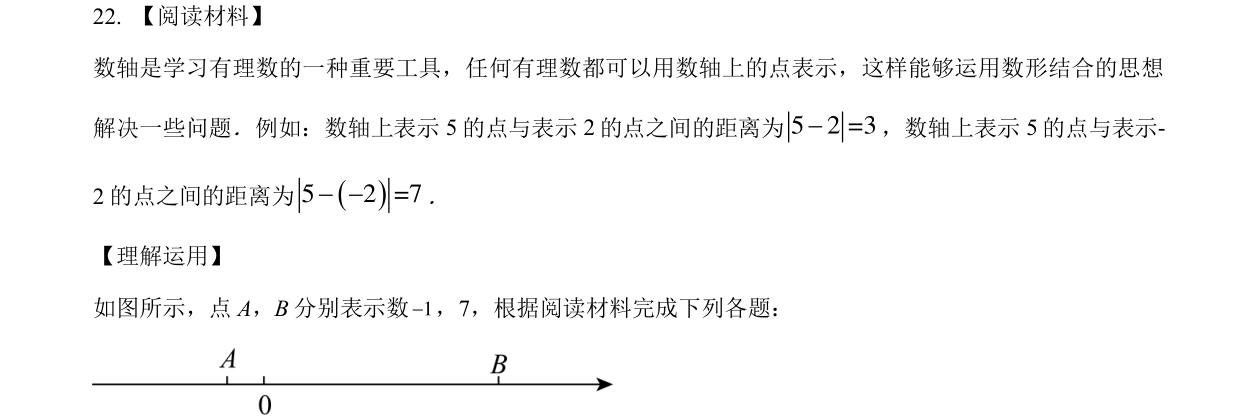 22. 【阅读材料】
数轴是学习有理数的一种重要工具，任何有理数都可以用数轴上的点表示，这样能够运用数形结合的思想
解决一些问题．例如：数轴上表示 5 的点与表示 2 的点之间的距离为|5−2|=3，数轴上表示 5 的点与表示-
2 的点之间的距离为|5−(−2)|=7．
【理解运用】
如图所示，点 A，B 分别表示数−1，7，根据阅读材料完成下列各题：
A B
0